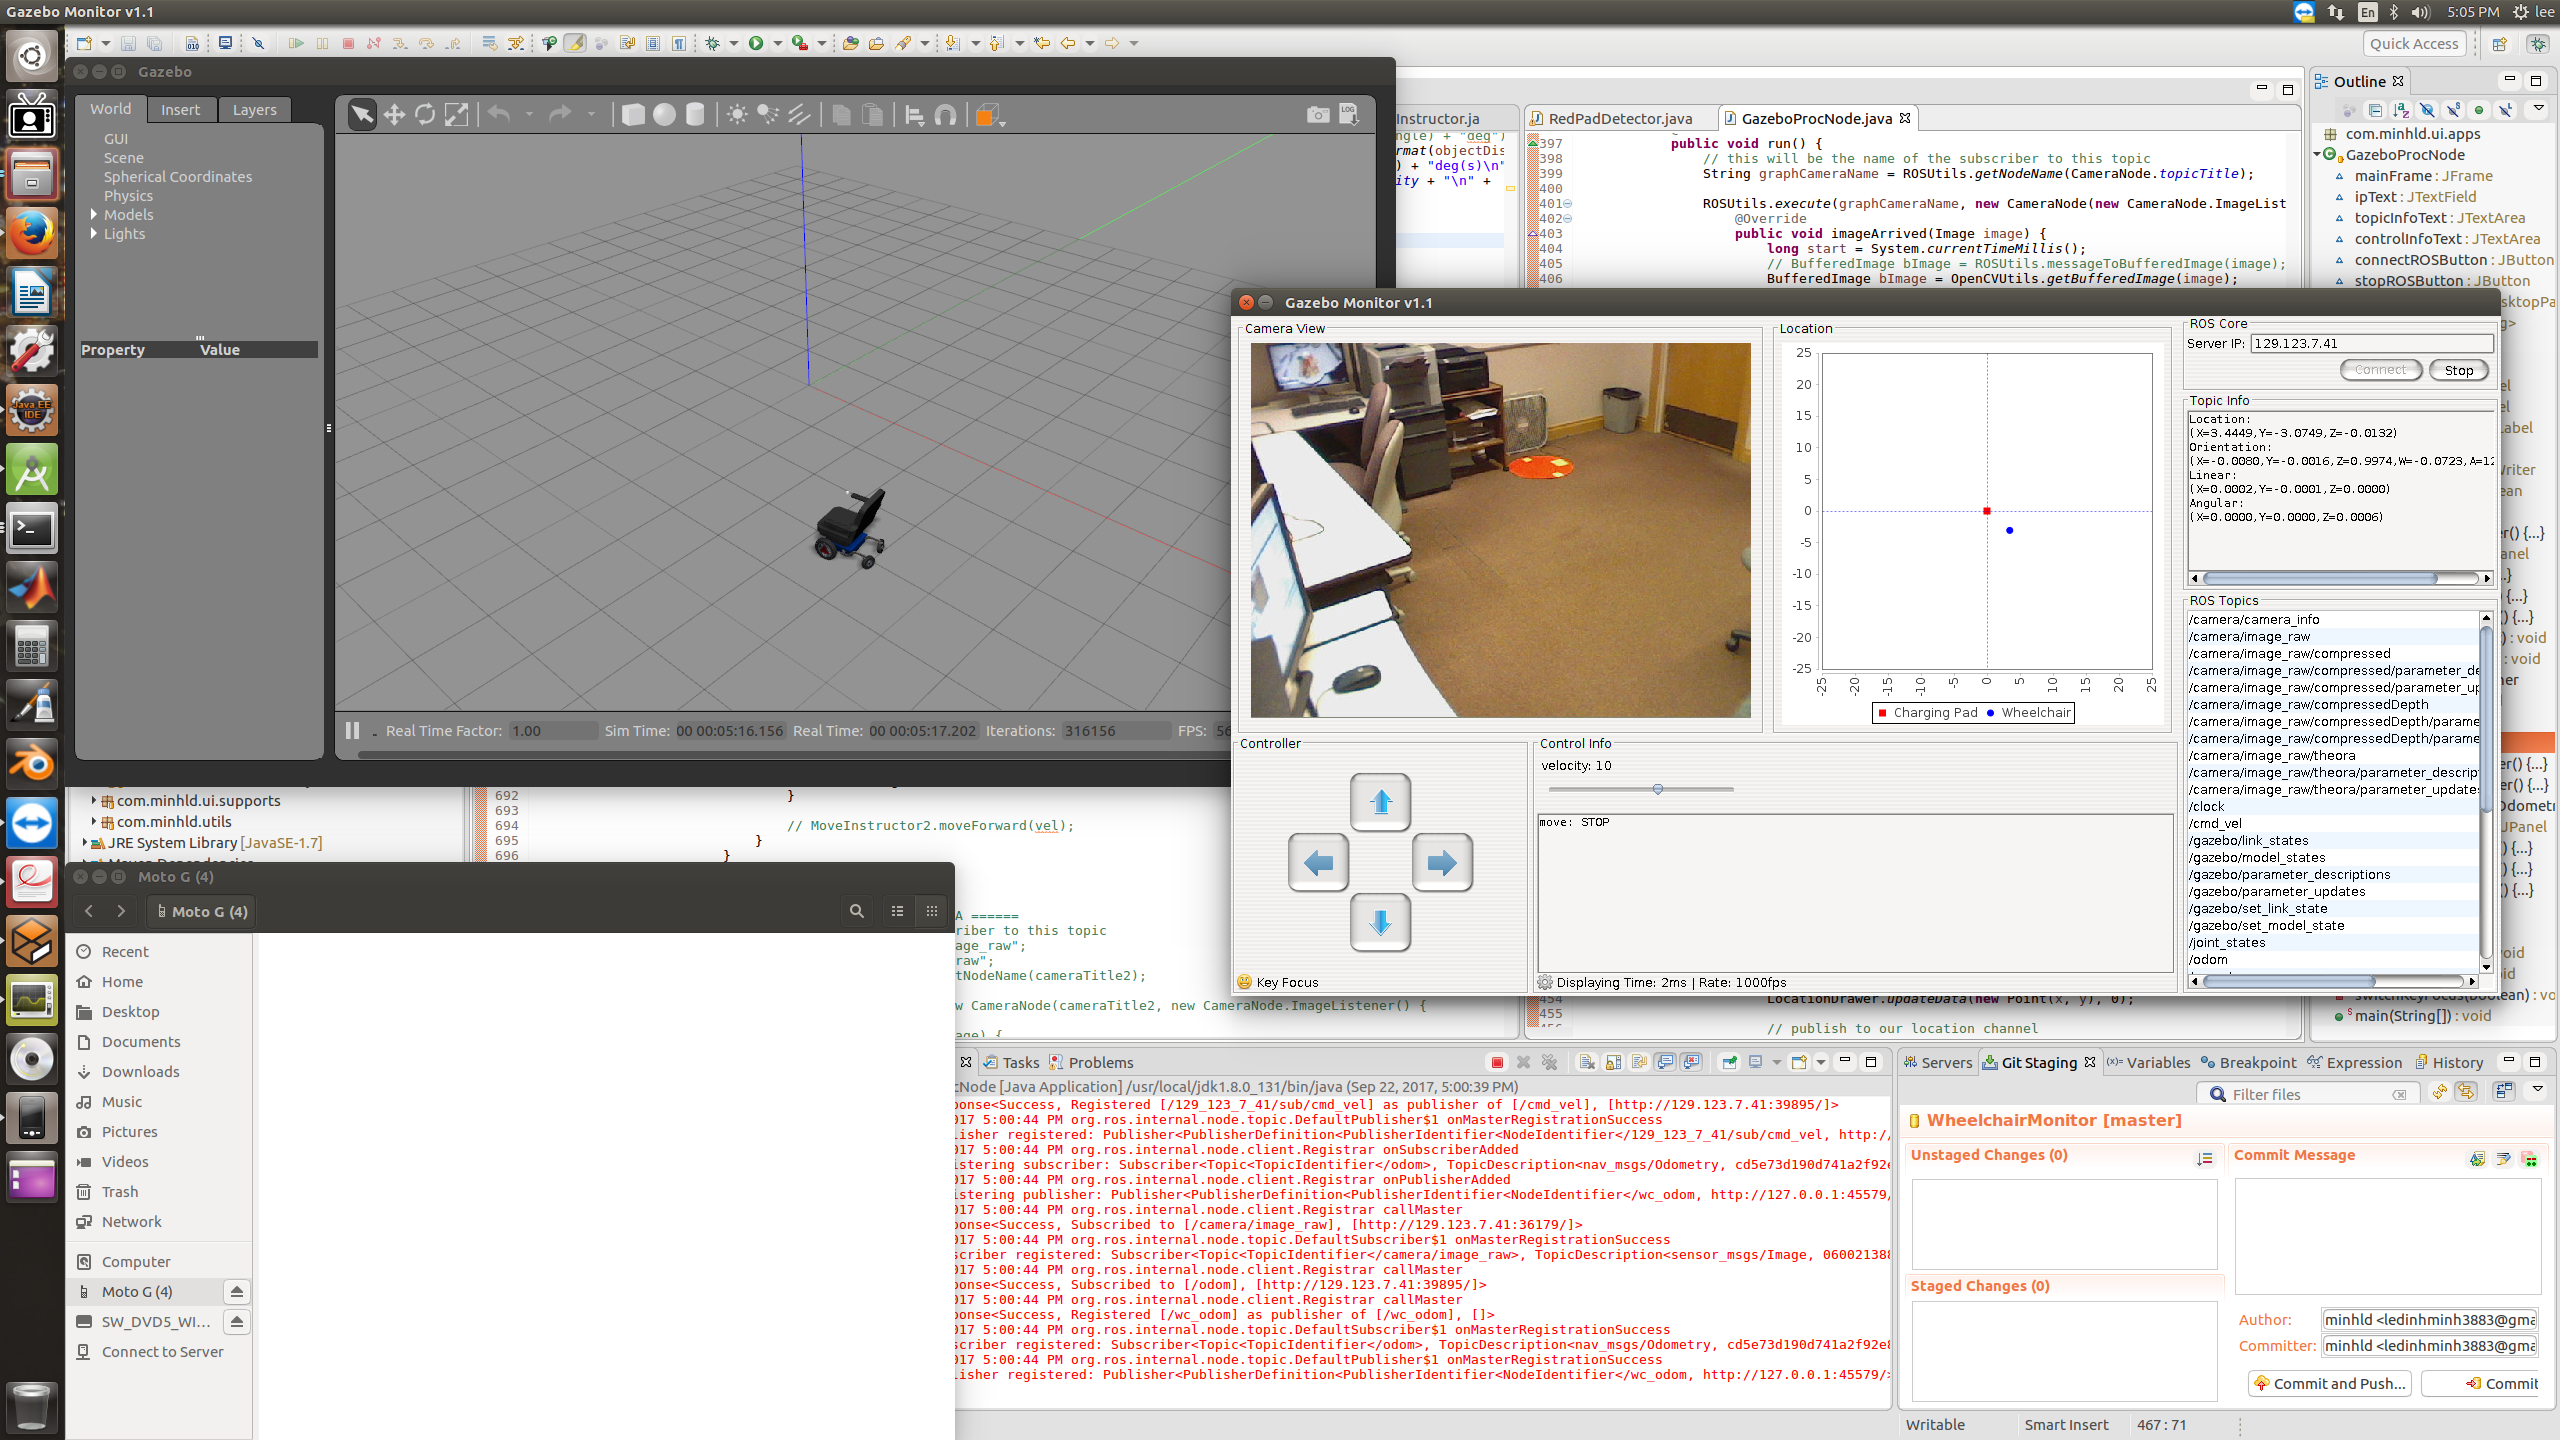 Gazebo Monitor v1.1
En
5:05 PM
lee
Quick Access
Gazebo
World
Insert
Layers
GUI
Scene
Spherical Coordinates
Physics
Models
Lights
Property
Value
Real Time Factor:
1.00
Sim Time:
00 00:05:16.156
Real Time:
00 00:05:17.202
Iterations:
316156
FPS:
56
Instructor.ja
RedPadDetector.java
GazeboProcNode.java
ngle) + "deg")
rmat(objectDis
) + "deg(s)\n"
ity + "\n" +
397 public void run() {
398 // this will be the name of the subscriber to this topic
399 String graphCameraName = ROSUtils.getNodeName(CameraNode.topicTitle);
400
401 ROSUtils.execute(graphCameraName, new CameraNode(new CameraNode.ImageList
402 @Override
403 public void imageArrived(Image image) {
404 long start = System.currentTimeMillis();
405 // BufferedImage bImage = ROSUtils.messageToBufferedImage(image);
406 BufferedImage bImage = OpenCVUtils.getBufferedImage(image);
Outline
com.minhld.ui.apps
GazeboProcNode
mainFrame : JFrame
ipText : JTextField
topicInfoText : JTextArea
controlInfoText : JTextArea
connectROSButton : JButton
stopROSButton : JButton
Gazebo Monitor v1.1
Camera View
Location
25
20
15
10
5
0
-5
-10
-15
-20
-25
-25
-20
-15
-10
-5
0
5
10
15
20
25
Charging Pad
Wheelchair
ROS Core
Server IP:
129.123.7.41
Connect
Stop
Topic Info
Location:
(X=3.4449,Y=-3.0749,Z=-0.0132)
Orientation:
(X=-0.0080,Y=-0.0016,Z=0.9974,W=-0.0723,A=12
Linear:
(X=0.0002,Y=-0.0001,Z=0.0000)
Angular:
(X=0.0000,Y=0.0000,Z=0.0006)
ROS Topics
/camera/camera_info
/camera/image_raw
/camera/image_raw/compressed
/camera/image_raw/compressed/parameter_de
/camera/image_raw/compressed/parameter_up
/camera/image_raw/compressedDepth
/camera/image_raw/compressedDepth/parame
/camera/image_raw/compressedDepth/parame
/camera/image_raw/theora
/camera/image_raw/theora/parameter_descript
/camera/image_raw/theora/parameter_updates
/clock
/cmd_vel
/gazebo/link_states
/gazebo/model_states
/gazebo/parameter_descriptions
/gazebo/parameter_updates
/gazebo/set_link_state
/gazebo/set_model_state
/joint_states
/odom
Controller
Key Focus
Control Info
velocity: 10
move: STOP
Displaying Time: 2ms | Rate: 1000fps
com.minhld.ui.supports
com.minhld.utils
JRE System Library [JavaSE-1.7]
692 }
693
694 // MoveInstructor2.moveForward(vel);
695 }
696 }
A ======
riber to this topic
age_raw";
raw";
tNodeName(cameraTitle2);
w CameraNode(cameraTitle2, new CameraNode.ImageListener() {
age) {
454 LocationDrawer.updateData(new Point(x, y), 0);
455
// publish to our location channel
switchKeyFocus(boolean) : vo
main(String[]) : void
Moto G (4)
Moto G (4)
Recent
Home
Desktop
Documents
Downloads
Music
Pictures
Videos
Trash
Network
Computer
Moto G (4)
SW_DVD5_WI...
Connect to Server
Tasks
Problems
cNode [Java Application] /usr/local/jdk1.8.0_131/bin/java (Sep 22, 2017, 5:00:39 PM)
ponse<Success, Registered [/129_123_7_41/sub/cmd_vel] as publisher of [/cmd_vel], [http://129.123.7.41:39895/]>
017 5:00:44 PM org.ros.internal.node.topic.DefaultPublisher$1 onMasterRegistrationSuccess
lisher registered: Publisher<PublisherDefinition<PublisherIdentifier<NodeIdentifier</129_123_7_41/sub/cmd_vel, http:/
017 5:00:44 PM org.ros.internal.node.client.Registrar onSubscriberAdded
istering subscriber: Subscriber<Topic<TopicIdentifier</odom>, TopicDescription<nav_msgs/Odometry, cd5e73d190d741a2f92e
017 5:00:44 PM org.ros.internal.node.client.Registrar onPublisherAdded
istering publisher: Publisher<PublisherDefinition<PublisherIdentifier<NodeIdentifier</wc_odom, http://127.0.0.1:45579/
017 5:00:44 PM org.ros.internal.node.client.Registrar callMaster
ponse<Success, Subscribed to [/camera/image_raw], [http://129.123.7.41:36179/]>
017 5:00:44 PM org.ros.internal.node.topic.DefaultSubscriber$1 onMasterRegistrationSuccess
scriber registered: Subscriber<Topic<TopicIdentifier</camera/image_raw>, TopicDescription<sensor_msgs/Image, 060021388
017 5:00:44 PM org.ros.internal.node.client.Registrar callMaster
ponse<Success, Subscribed to [/odom], [http://129.123.7.41:39895/]>
017 5:00:44 PM org.ros.internal.node.client.Registrar callMaster
ponse<Success, Registered [/wc_odom] as publisher of [/wc_odom], []>
017 5:00:44 PM org.ros.internal.node.topic.DefaultSubscriber$1 onMasterRegistrationSuccess
scriber registered: Subscriber<Topic<TopicIdentifier</odom>, TopicDescription<nav_msgs/Odometry, cd5e73d190d741a2f92e8
017 5:00:44 PM org.ros.internal.node.topic.DefaultPublisher$1 onMasterRegistrationSuccess
lisher registered: Publisher<PublisherDefinition<PublisherIdentifier<NodeIdentifier</wc_odom, http://127.0.0.1:45579/>
Servers
Git Staging
Variables
Breakpoint
Expression
History
Filter files
WheelchairMonitor [master]
Unstaged Changes (0)
Commit Message
Staged Changes (0)
Author:
minhld <ledinhminh3883@gma
Committer:
minhld <ledinhminh3883@gma
Commit and Push...
Commit
Writable
Smart Insert
467 : 71